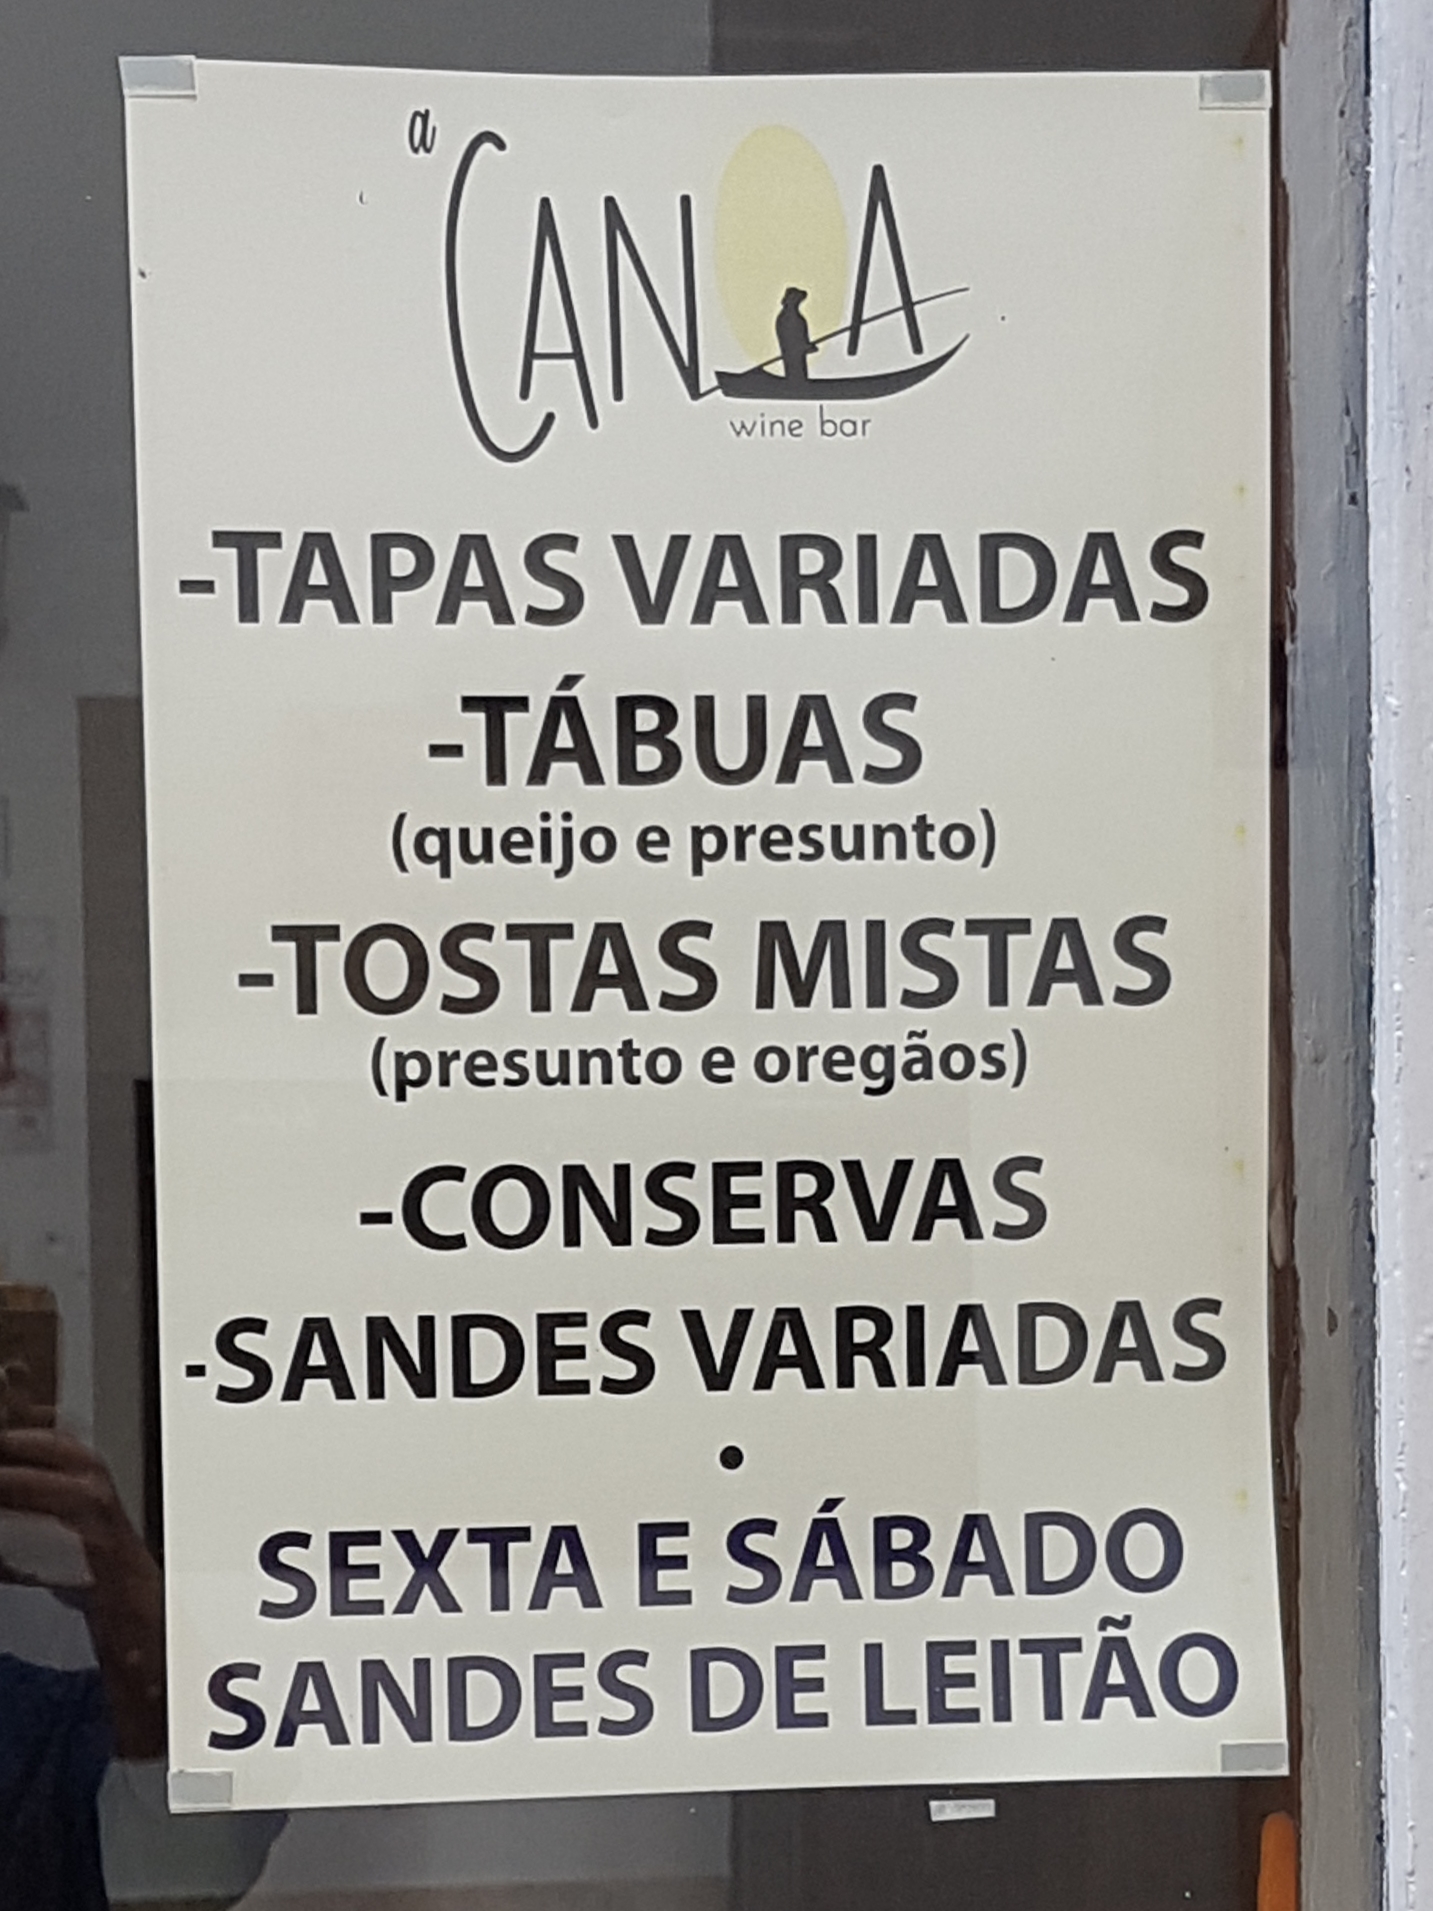 a CANOA
wine bar
-TAPAS VARIADAS
-TÁBUAS
(queijo e presunto)
-TOSTAS MISTAS
(presunto e oregãos)
-CONSERVAS
-SANDES VARIADAS
•
SEXTA E SÁBADO
SANDES DE LEITÃO